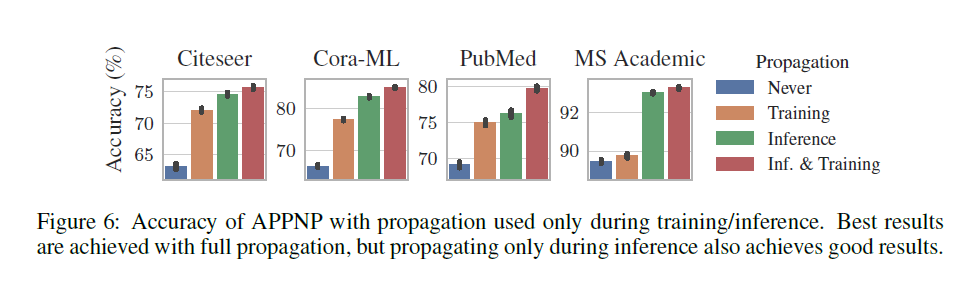 Citeseer Cora-ML PubMed MS Academic
Accuracy (%)
75
70
65
80
70
80
75
70
92
90
Propagation
Never
Training
Inference
Inf. & Training
Figure 6: Accuracy of APPNP with propagation used only during training/inference. Best results
are achieved with full propagation, but propagating only during inference also achieves good results.